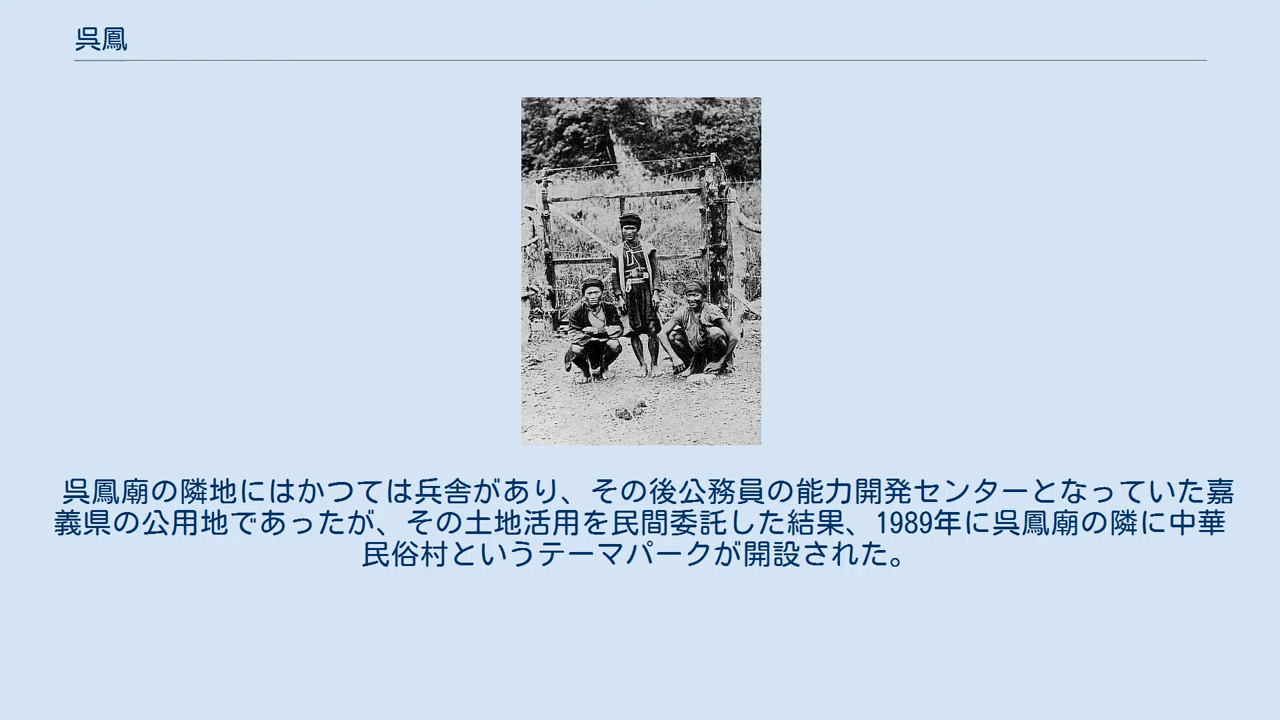 呉鳳
呉鳳廟の隣地にはかつては兵舎があり、その後公務員の能力開発センターとなっていた嘉
義県の公用地であったが、その土地活用を民間委託した結果、1989年に呉鳳廟の隣に中華
民俗村というテーマパークが開設された。